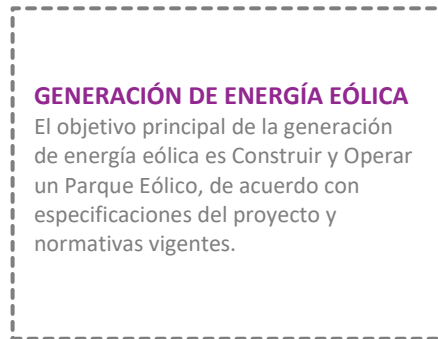 GENERACIÓN DE ENERGÍA EÓLICA
El objetivo principal de la generación
de energía eólica es Construir y Operar
un Parque Eólico, de acuerdo con
especificaciones del proyecto y
normativas vigentes.